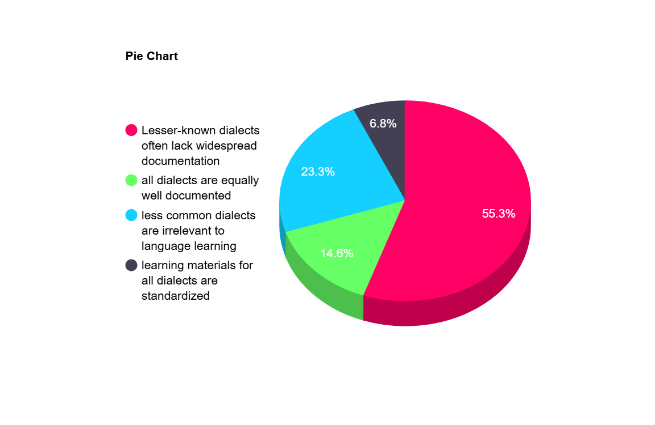 Pie Chart
Lesser-known dialects
often lack widespread
documentation
all dialects are equally
well documented
less common dialects
are irrelevant to
language learning
learning materials for
all dialects are
standardized
6.8%
23.3%
55.3%
14.6%